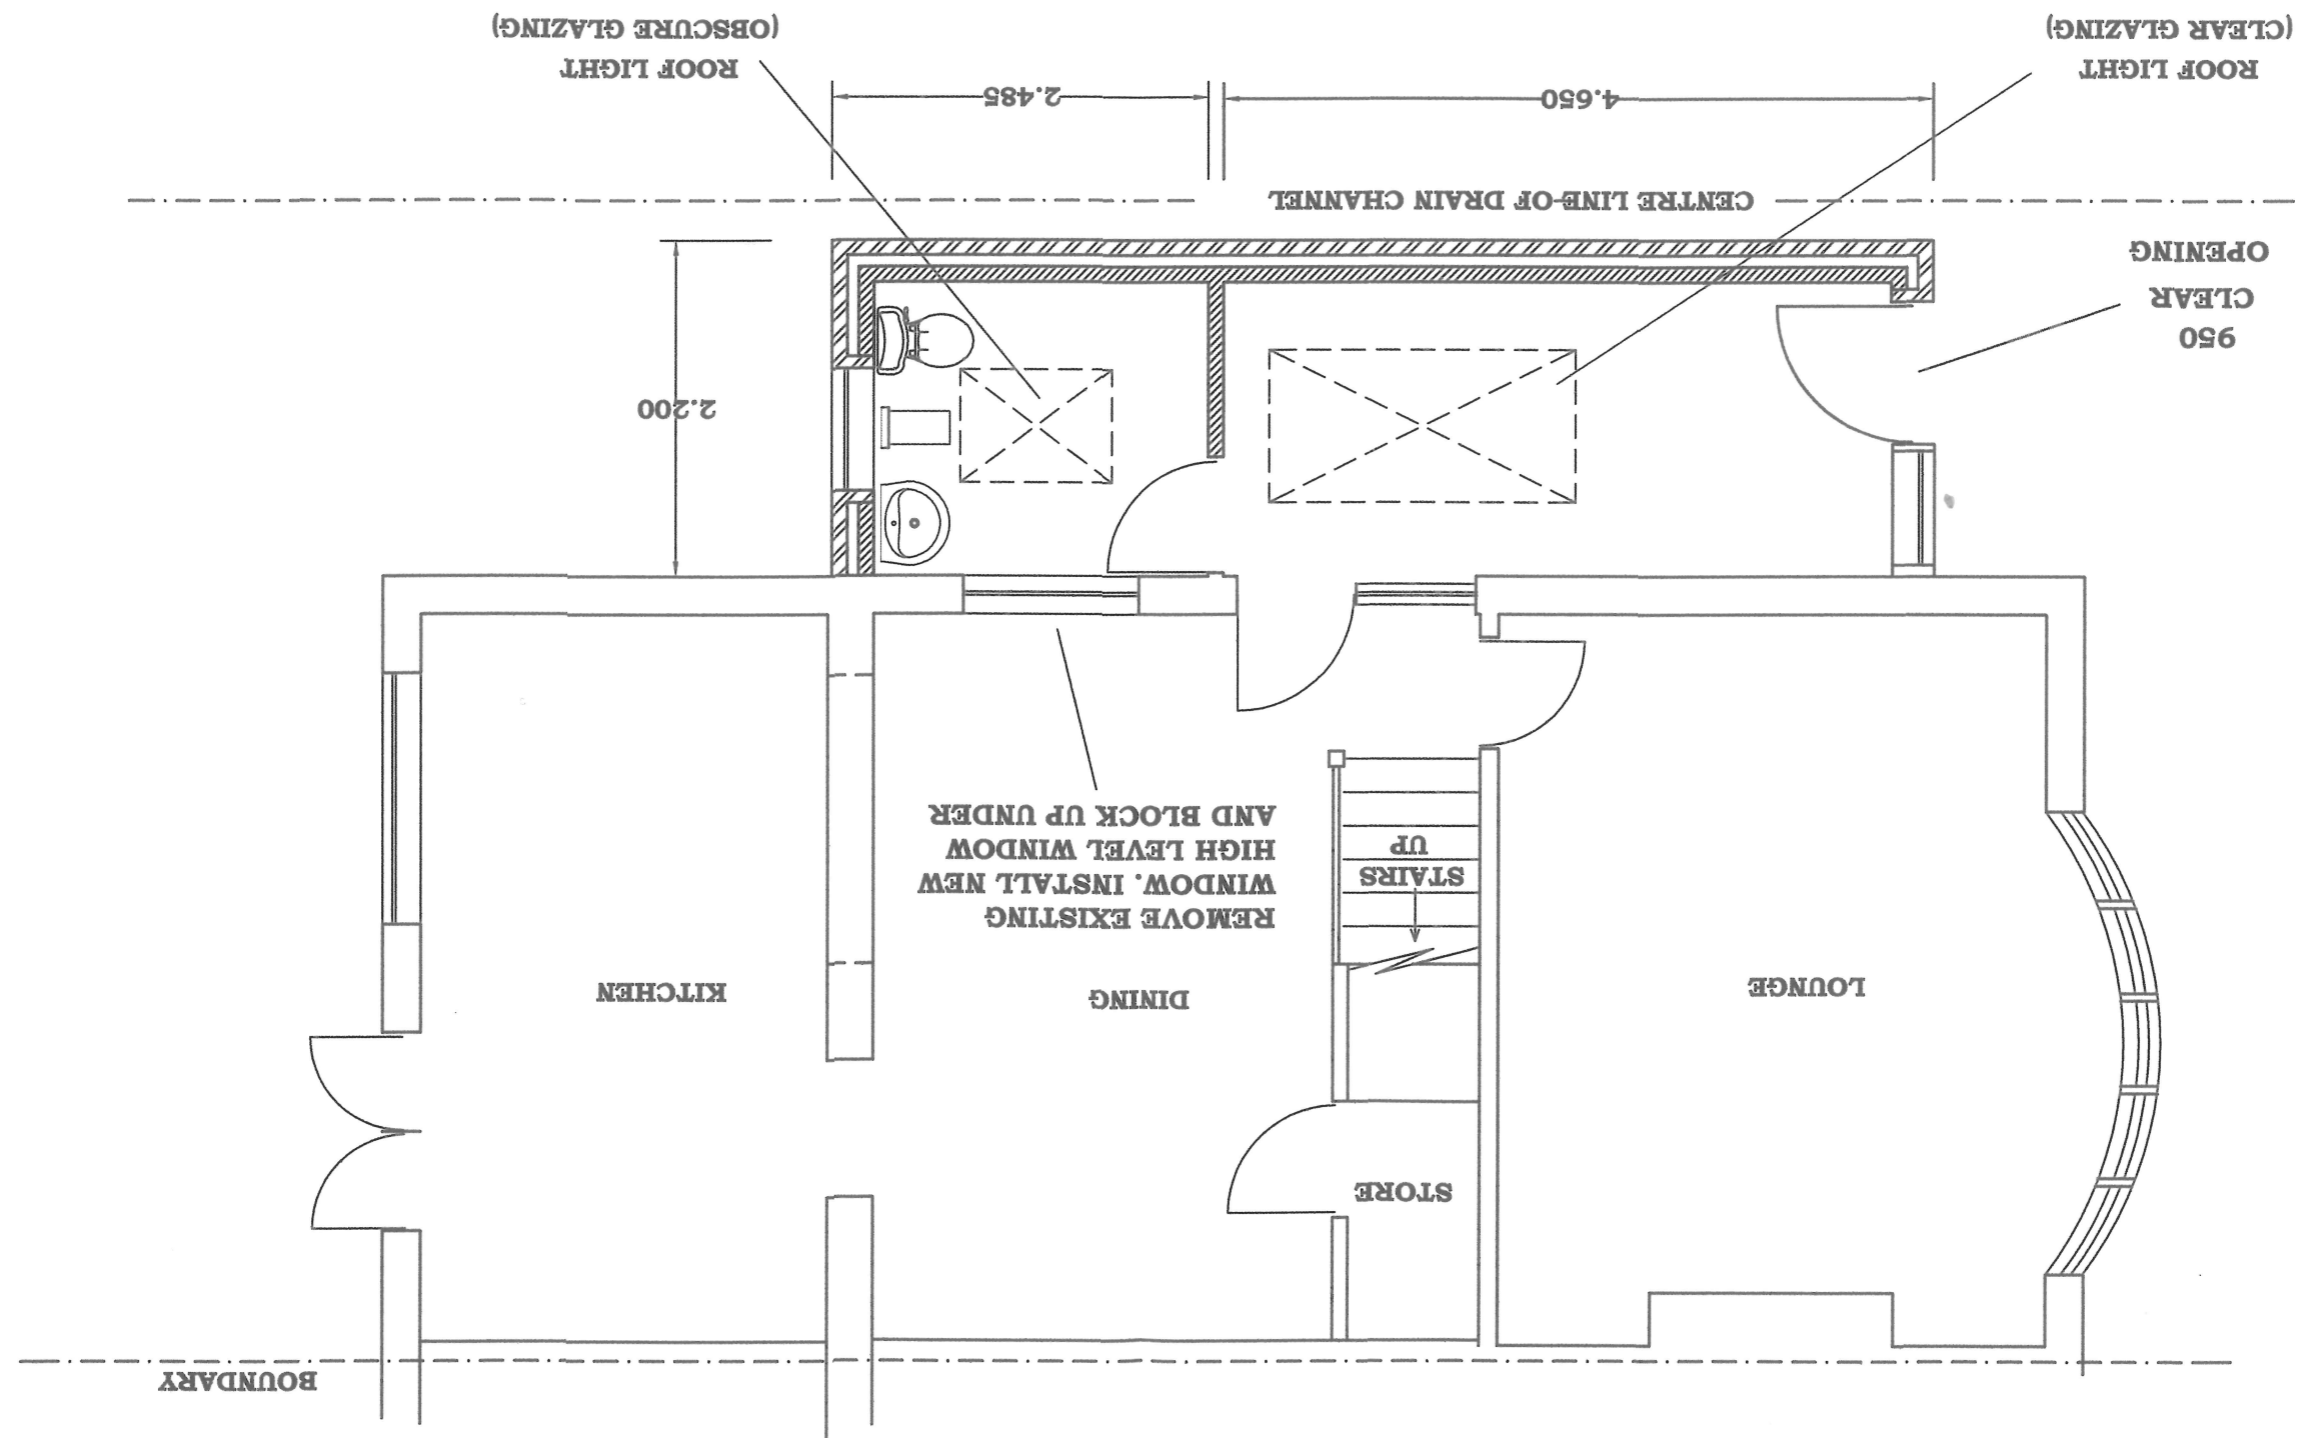 BOUNDARY
STORE
LOUNGE
DINING
KITCHEN
REMOVE EXISTING
WINDOW. INSTALL NEW
HIGH LEVEL WINDOW
AND BLOCK UP UNDER
STAIRS
UP
2.200
950
CLEAR
OPENING
CENTRE LINE OF DRAIN CHANNEL
4.650
2.485
ROOF LIGHT
(CLEAR GLAZING)
ROOF LIGHT
(OBSCURE GLAZING)